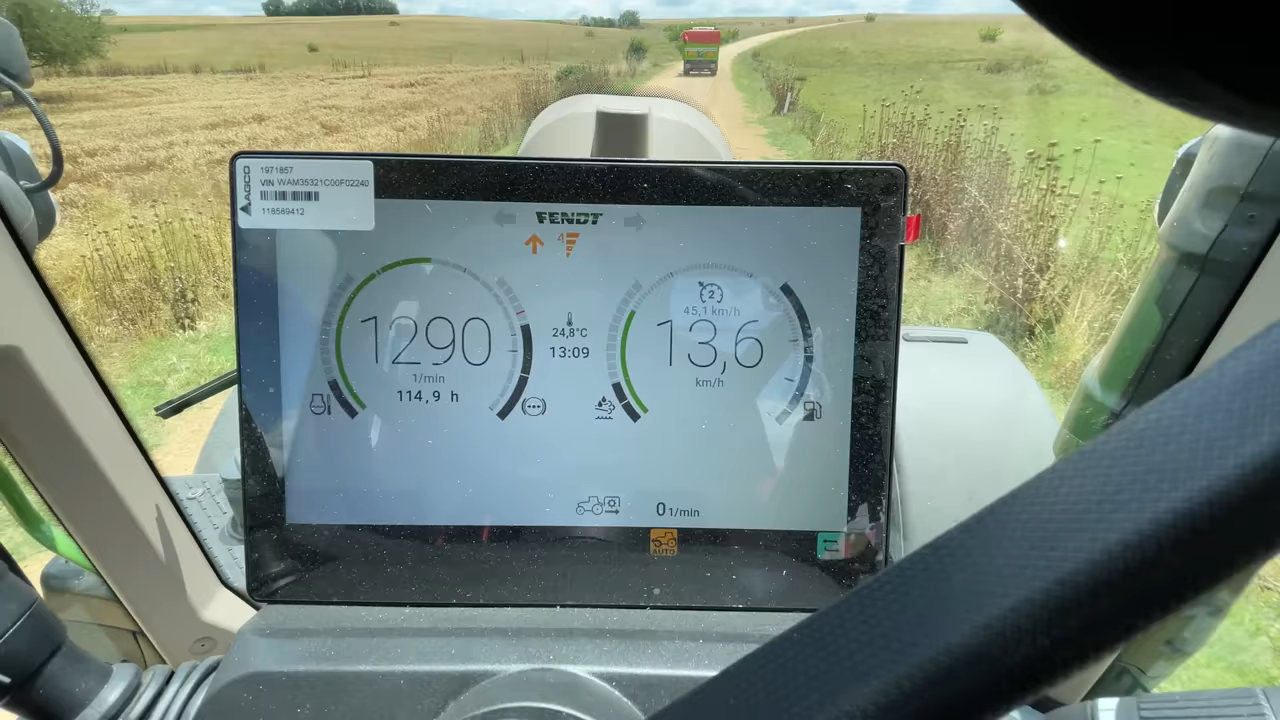 AGCO
1971857
VIN WAM35321C00F02240
118589412
FENDT
4
2
45,1 km/h
1290
1/min
114,9 h
24,8°C
13:09
13,6
km/h
0 1/min
AUTO